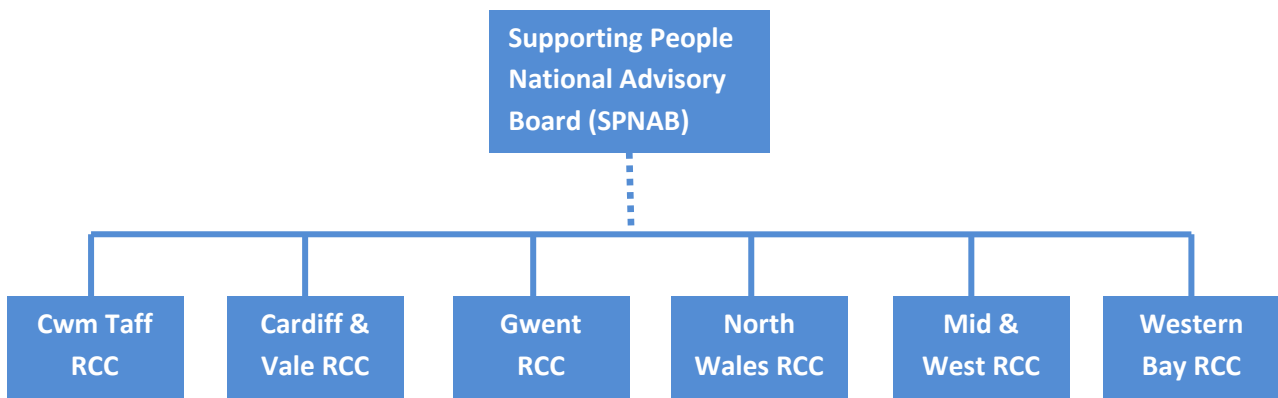 Supporting People
National Advisory
Board (SPNAB)
Cwm Taff
RCC
Cardiff &
Vale RCC
Gwent
RCC
North
Wales RCC
Mid &
West RCC
Western
Bay RCC